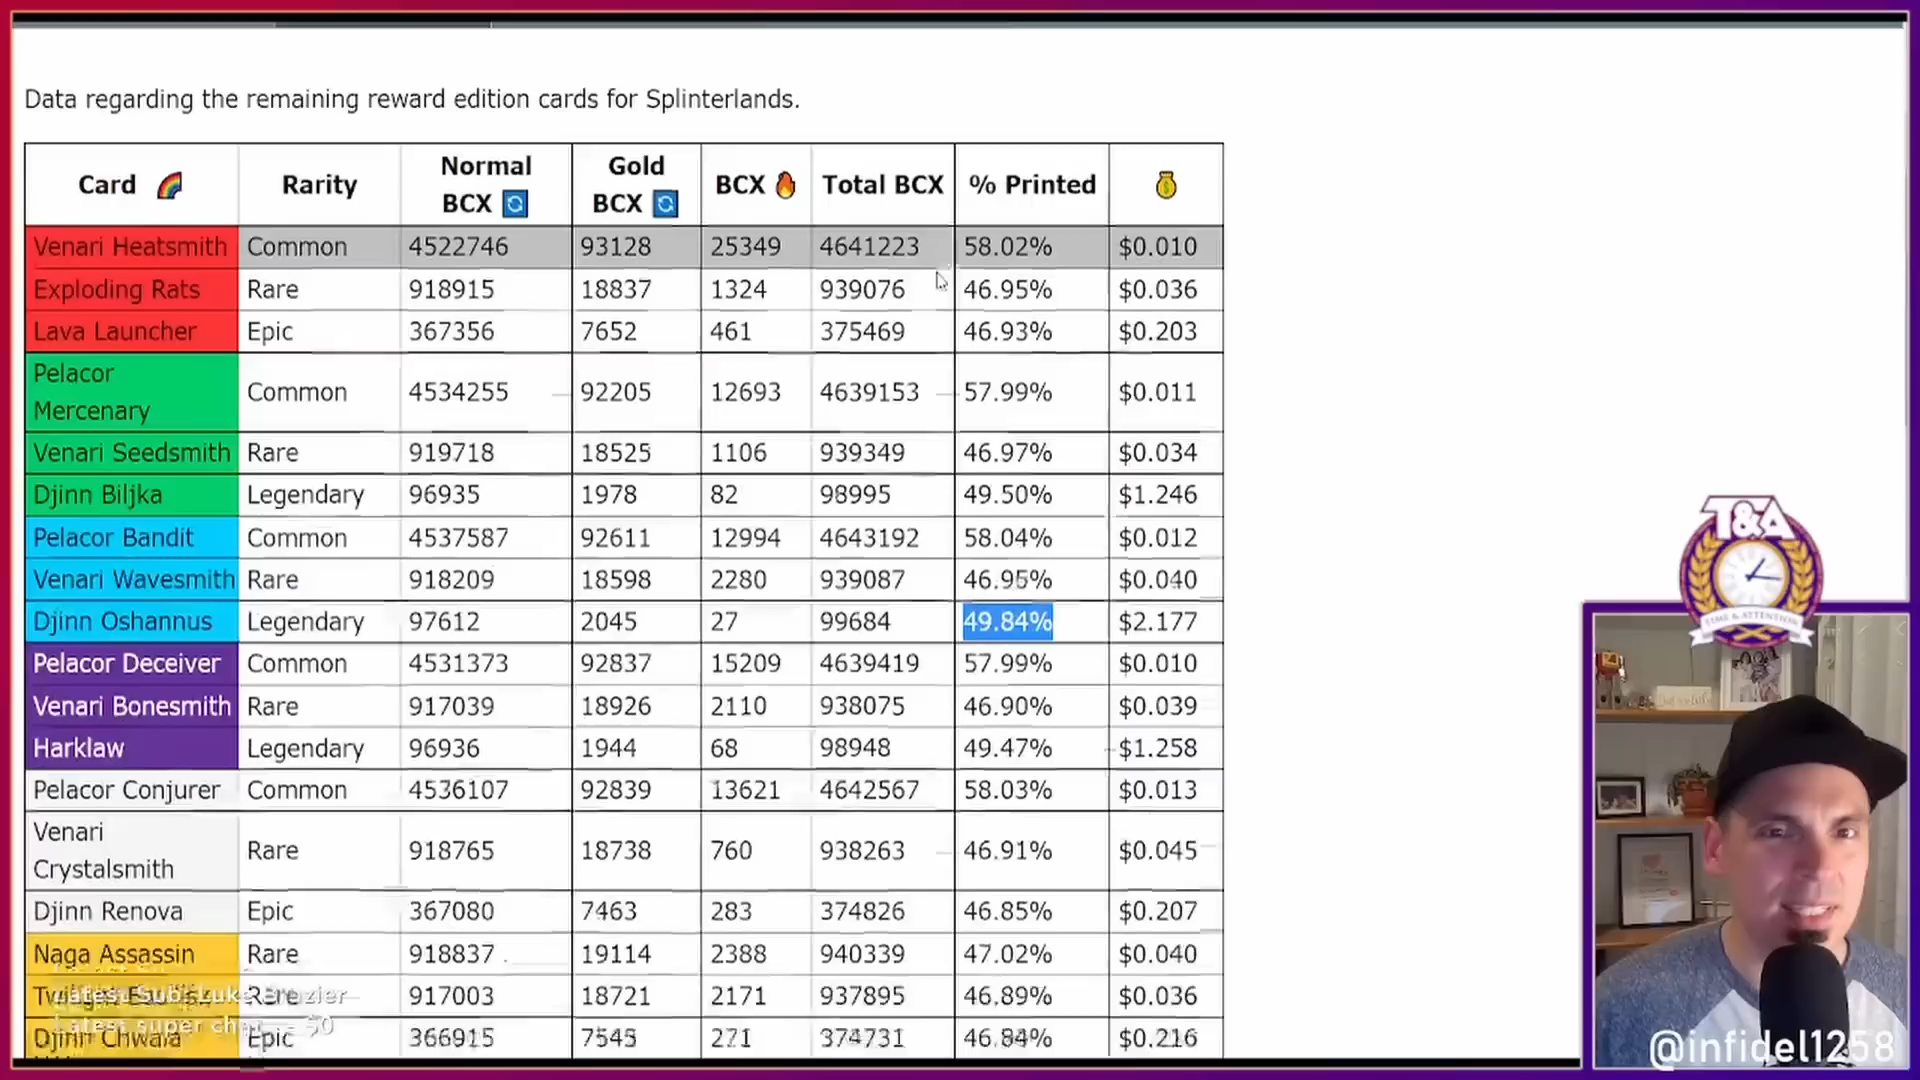 Data regarding the remaining reward edition cards for Splinterlands.
Card 🌈 Rarity Normal BCX 🔄 Gold BCX 🔄 BCX 🔥 Total BCX % Printed 💰
Venari Heatsmith Common 4522746 93128 25349 4641223 58.02% $0.010
Exploding Rats Rare 918915 18837 1324 939076 46.95% $0.036
Lava Launcher Epic 367356 7652 461 375469 46.93% $0.203
Pelacor Mercenary Common 4534255 92205 12693 4639153 57.99% $0.011
Venari Seedsmith Rare 919718 18525 1106 939349 46.97% $0.034
Djinn Biljka Legendary 96935 1978 82 98995 49.50% $1.246
Pelacor Bandit Common 4537587 92611 12994 4643192 58.04% $0.012
Venari Wavesmith Rare 918209 18598 2280 939087 46.95% $0.040
Djinn Oshannus Legendary 97612 2045 27 99684 49.84% $2.177
Pelacor Deceiver Common 4531373 92837 15209 4639419 57.99% $0.010
Venari Bonesmith Rare 917039 18926 2110 938075 46.90% $0.039
Harklaw Legendary 96936 1944 68 98948 49.47% $1.258
Pelacor Conjurer Common 4536107 92839 13621 4642567 58.03% $0.013
Venari Crystalsmith Rare 918765 18738 760 938263 46.91% $0.045
Djinn Renova Epic 367080 7463 283 374826 46.85% $0.207
Naga Assassin Rare 918837 19114 2388 940339 47.02% $0.040
Rare 917003 18721 2171 937895 46.89% $0.036
Djinn Chwala Epic 366915 7545 271 374731 46.84% $0.216
Latest Sub: Luke
Latest super
T&A
TIME & ATTENTION
@infidel1258